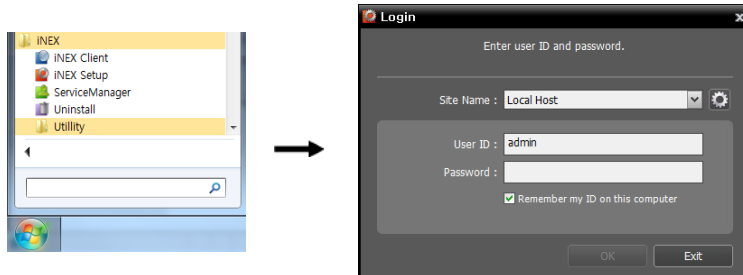 iNEX
iNEX Client
iNEX Setup
ServiceManager
Uninstall
Utillity
Login
x
Enter user ID and password.
Site Name : Local Host
User ID : admin
Password :
Remember my ID on this computer
OK Exit